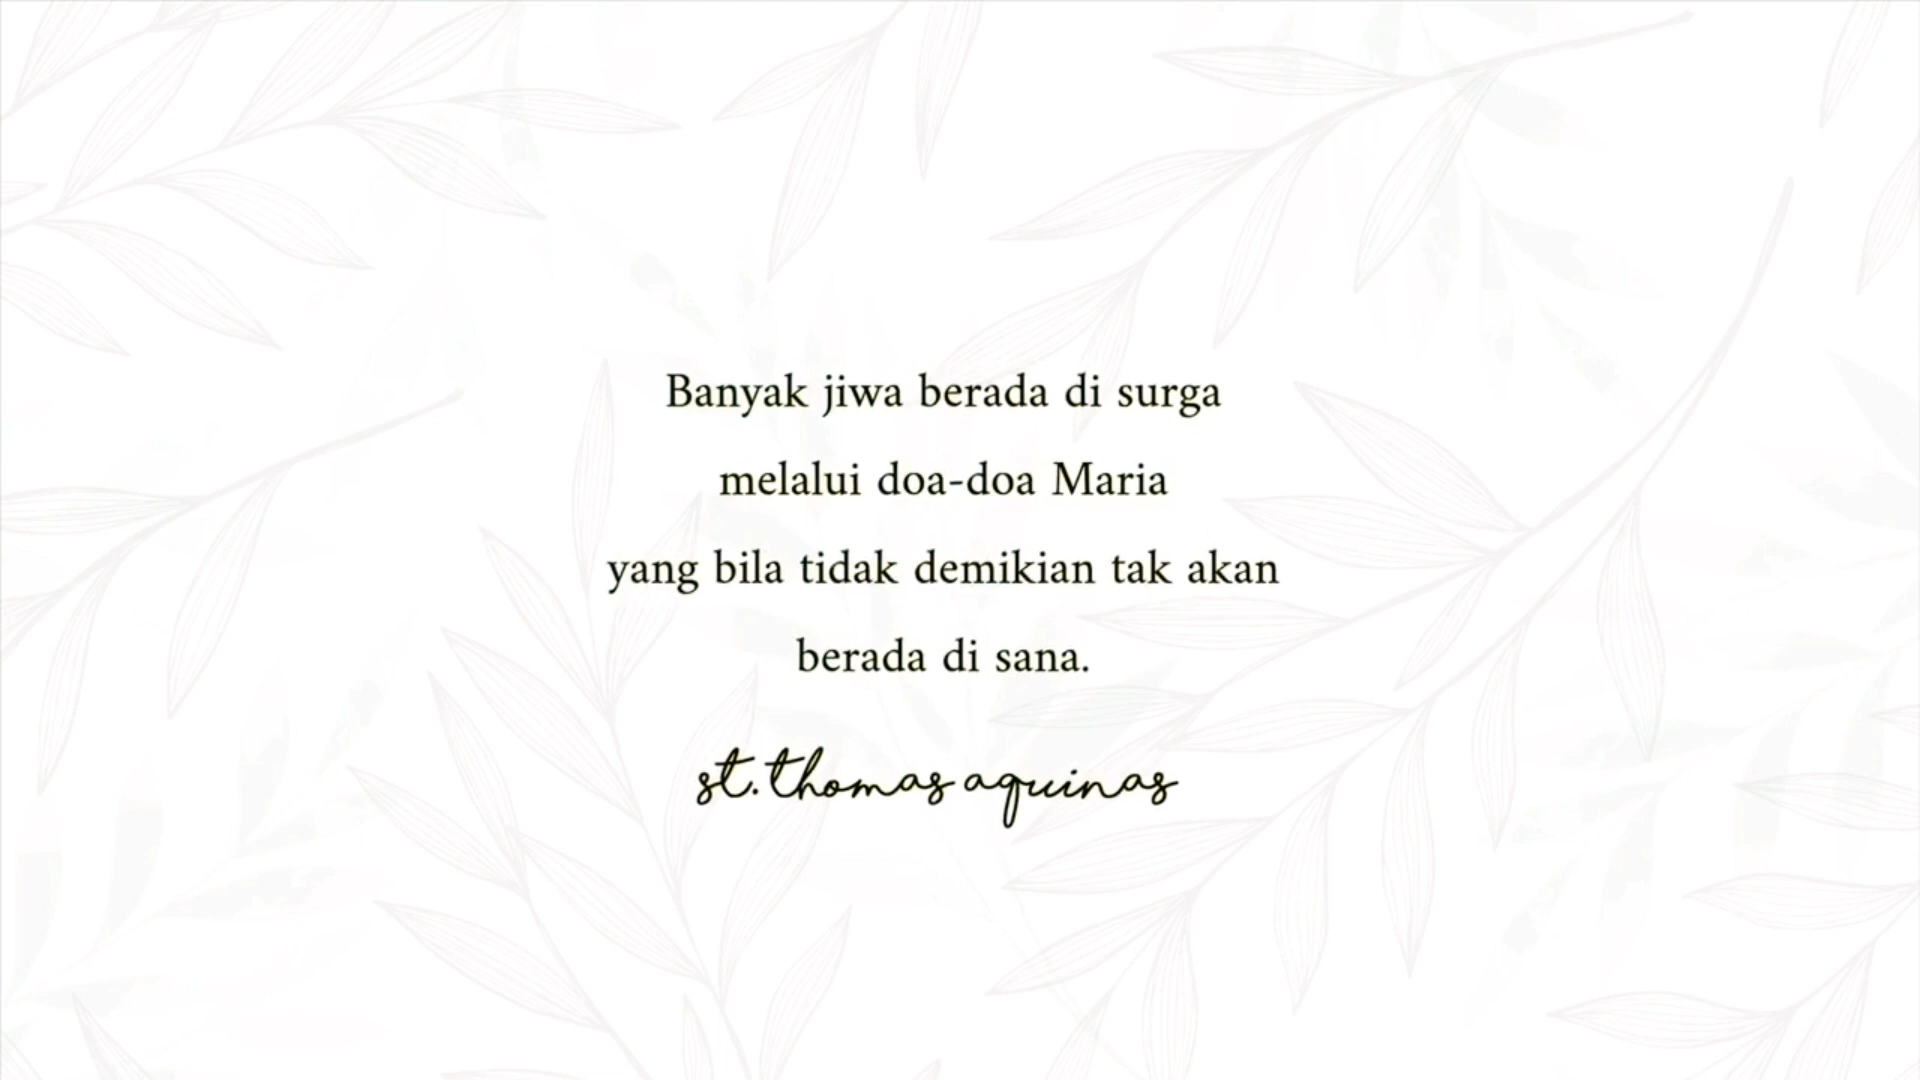 Banyak jiwa berada di surga
melalui doa-doa Maria
yang bila tidak demikian tak akan
berada di sana.
st. thomas aquinas